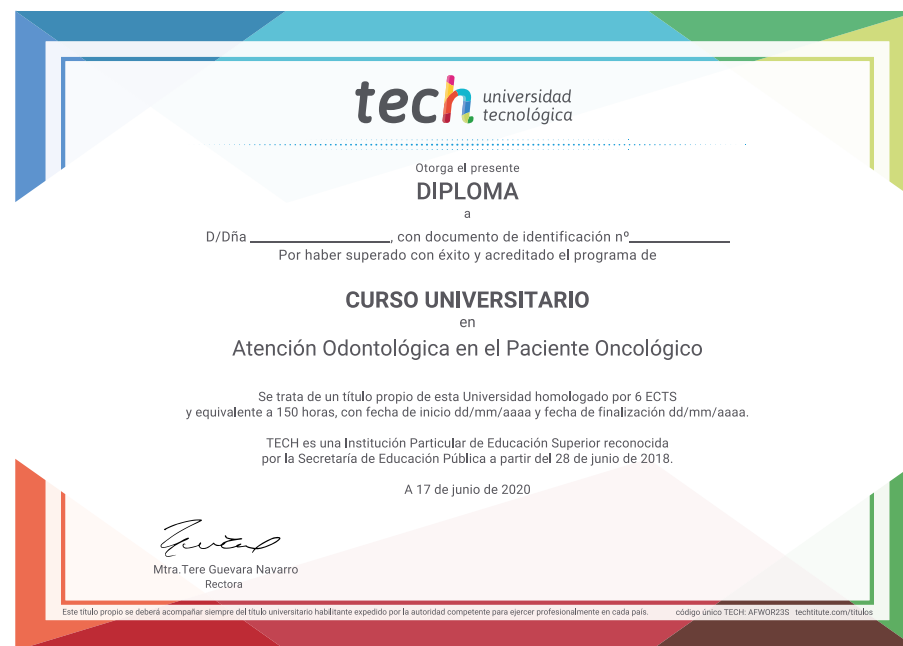 tech universidad
tecnológica
Otorga el presente
DIPLOMA
a
D/Dña ____________________, con documento de identificación nº______________
Por haber superado con éxito y acreditado el programa de
CURSO UNIVERSITARIO
en
Atención Odontológica en el Paciente Oncológico
Se trata de un título propio de esta Universidad homologado por 6 ECTS
y equivalente a 150 horas, con fecha de inicio dd/mm/aaaa y fecha de finalización dd/mm/aaaa.
TECH es una Institución Particular de Educación Superior reconocida
por la Secretaría de Educación Pública a partir del 28 de junio de 2018.
A 17 de junio de 2020
Mtra.Tere Guevara Navarro
Rectora
Este título propio se deberá acompañar siempre del título universitario habilitante expedido por la autoridad competente para ejercer profesionalmente en cada país. código único TECH: AFWOR23S techtitute.com/titulos